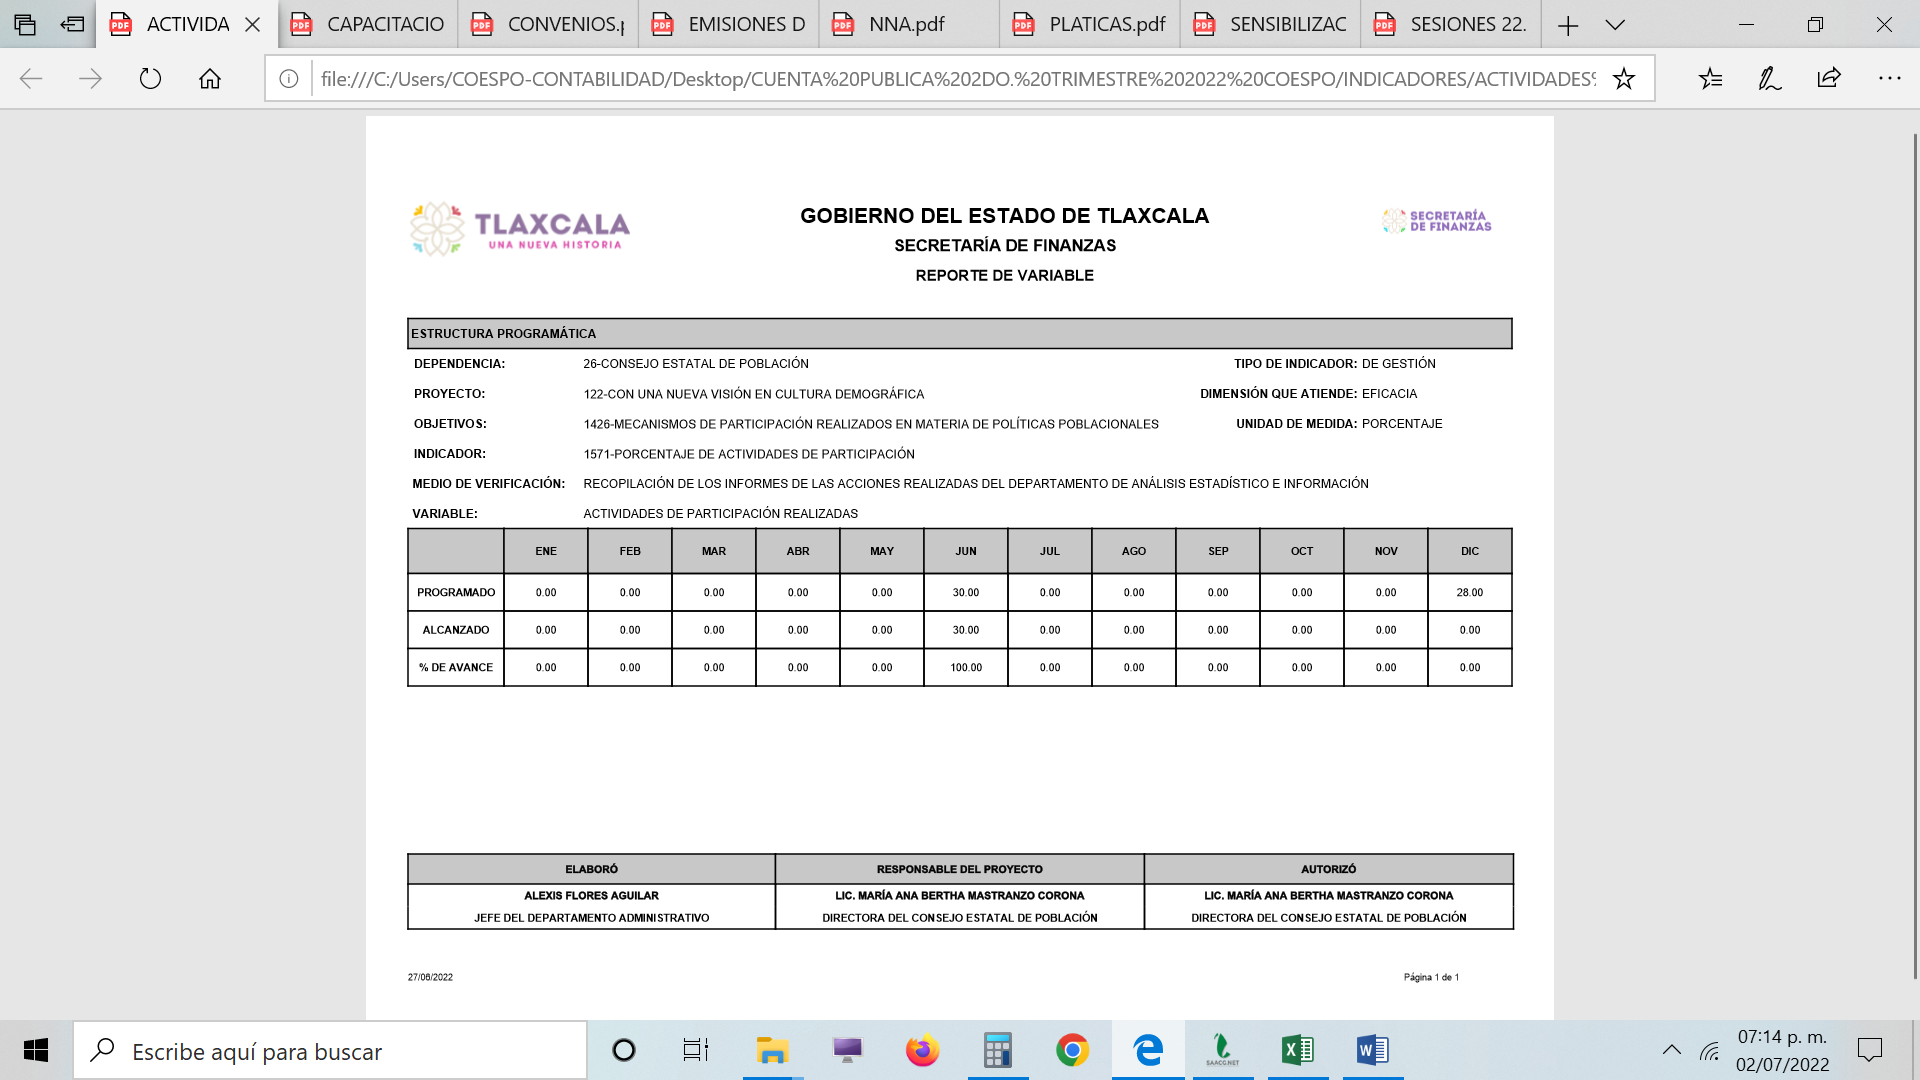 ACTIVIDA
CAPACITACIO
CONVENIOS.p
EMISIONES D
NNA.pdf
PLATICAS.pdf
SENSIBILIZAC
SESIONES 22.
file:///C:/Users/COESPO-CONTABILIDAD/Desktop/CUENTA%20PUBLICA%202DO.%20TRIMESTRE%202022%20COESPO/INDICADORES/ACTIVIDADES%
TLAXCALA
UNA NUEVA HISTORIA
GOBIERNO DEL ESTADO DE TLAXCALA
SECRETARÍA DE FINANZAS
REPORTE DE VARIABLE
SECRETARÍA
DE FINANZAS
ESTRUCTURA PROGRAMÁTICA
DEPENDENCIA: 26-CONSEJO ESTATAL DE POBLACIÓN TIPO DE INDICADOR: DE GESTIÓN
PROYECTO: 122-CON UNA NUEVA VISIÓN EN CULTURA DEMOGRÁFICA DIMENSIÓN QUE ATIENDE: EFICACIA
OBJETIVOS: 1426-MECANISMOS DE PARTICIPACIÓN REALIZADOS EN MATERIA DE POLÍTICAS POBLACIONALES UNIDAD DE MEDIDA: PORCENTAJE
INDICADOR: 1571-PORCENTAJE DE ACTIVIDADES DE PARTICIPACIÓN
MEDIO DE VERIFICACIÓN: RECOPILACIÓN DE LOS INFORMES DE LAS ACCIONES REALIZADAS DEL DEPARTAMENTO DE ANÁLISIS ESTADÍSTICO E INFORMACIÓN
VARIABLE: ACTIVIDADES DE PARTICIPACIÓN REALIZADAS
ENE FEB MAR ABR MAY JUN JUL AGO SEP OCT NOV DIC
PROGRAMADO 0.00 0.00 0.00 0.00 0.00 30.00 0.00 0.00 0.00 0.00 0.00 28.00
ALCANZADO 0.00 0.00 0.00 0.00 0.00 30.00 0.00 0.00 0.00 0.00 0.00 0.00
% DE AVANCE 0.00 0.00 0.00 0.00 0.00 100.00 0.00 0.00 0.00 0.00 0.00 0.00
ELABORÓ RESPONSABLE DEL PROYECTO AUTORIZÓ
ALEXIS FLORES AGUILAR LIC. MARÍA ANA BERTHA MASTRANZO CORONA LIC. MARÍA ANA BERTHA MASTRANZO CORONA
JEFE DEL DEPARTAMENTO ADMINISTRATIVO DIRECTORA DEL CONSEJO ESTATAL DE POBLACIÓN DIRECTORA DEL CONSEJO ESTATAL DE POBLACIÓN
27/06/2022 Página 1 de 1
Escribe aquí para buscar
SAACG.NET
07:14 p. m.
02/07/2022